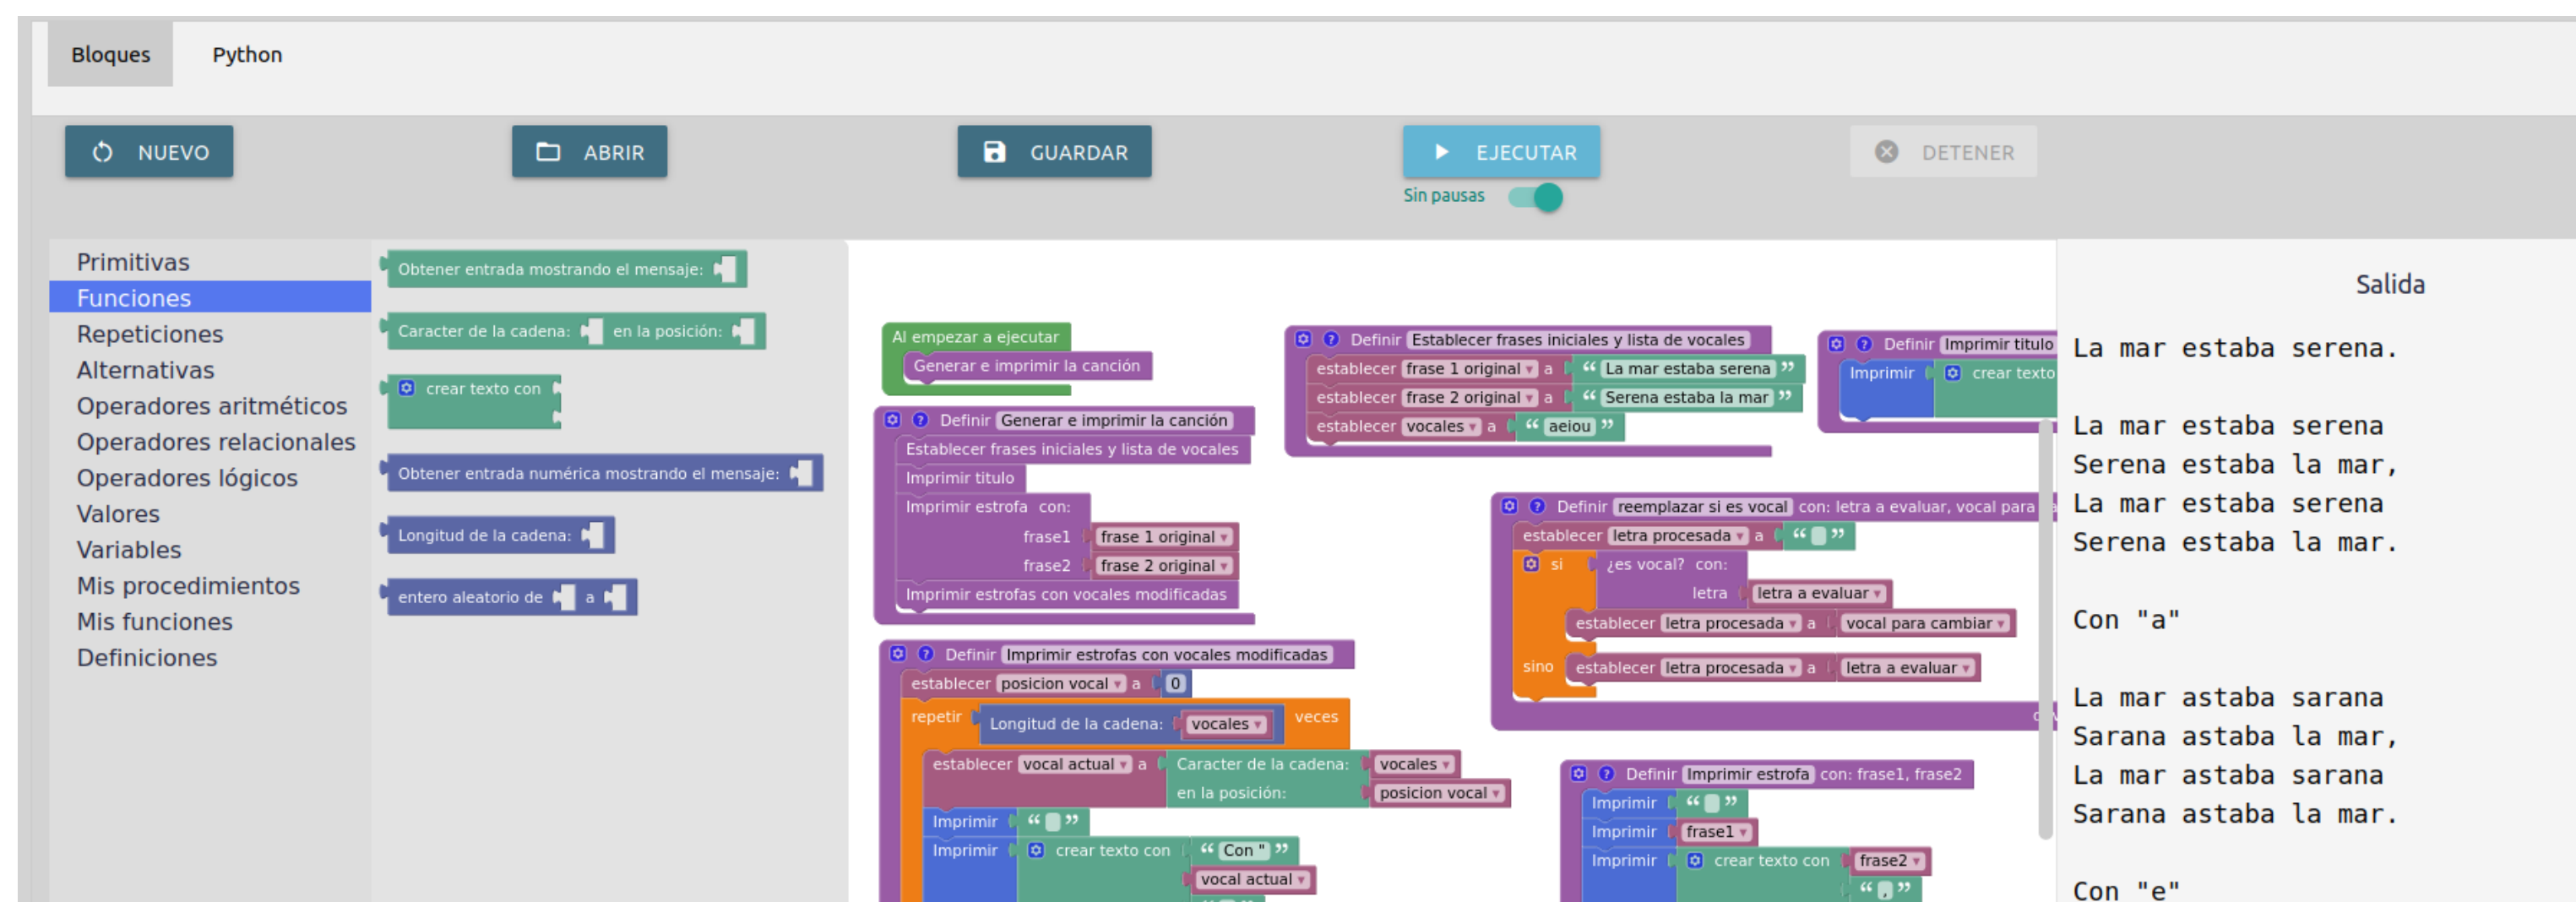 Bloques Python
NUEVO ABRIR GUARDAR EJECUTAR DETENER
Sin pausas
Primitivas
Funciones
Repeticiones
Alternativas
Operadores aritméticos
Operadores relacionales
Operadores lógicos
Valores
Variables
Mis procedimientos
Mis funciones
Definiciones
Obtener entrada mostrando el mensaje:
Caracter de la cadena: en la posición:
crear texto con
Obtener entrada numérica mostrando el mensaje:
Longitud de la cadena:
entero aleatorio de a
Al empezar a ejecutar
Generar e imprimir la canción
Definir Generar e imprimir la canción
Establecer frases iniciales y lista de vocales
Imprimir titulo
Imprimir estrofa con:
frase1 frase 1 original
frase2 frase 2 original
Imprimir estrofas con vocales modificadas
Definir Imprimir estrofas con vocales modificadas
establecer posicion vocal a 0
repetir Longitud de la cadena: vocales veces
establecer vocal actual a Caracter de la cadena: vocales
en la posición: posicion vocal
Imprimir “ ”
Imprimir crear texto con “ Con " ”
vocal actual
Definir Establecer frases iniciales y lista de vocales
establecer frase 1 original a “ La mar estaba serena ”
establecer frase 2 original a “ Serena estaba la mar ”
establecer vocales a “ aeiou ”
Definir Imprimir titulo
Imprimir crear texto
Definir reemplazar si es vocal con: letra a evaluar, vocal para
establecer letra procesada a “ ”
si ¿es vocal? con:
letra letra a evaluar
establecer letra procesada a vocal para cambiar
sino establecer letra procesada a letra a evaluar
Definir Imprimir estrofa con: frase1, frase2
Imprimir “ ”
Imprimir frase1
Imprimir crear texto con frase2
“ , ”
Salida
La mar estaba serena.
La mar estaba serena
Serena estaba la mar,
La mar estaba serena
Serena estaba la mar.
Con "a"
La mar astaba sarana
Sarana astaba la mar,
La mar astaba sarana
Sarana astaba la mar.
Con "e"